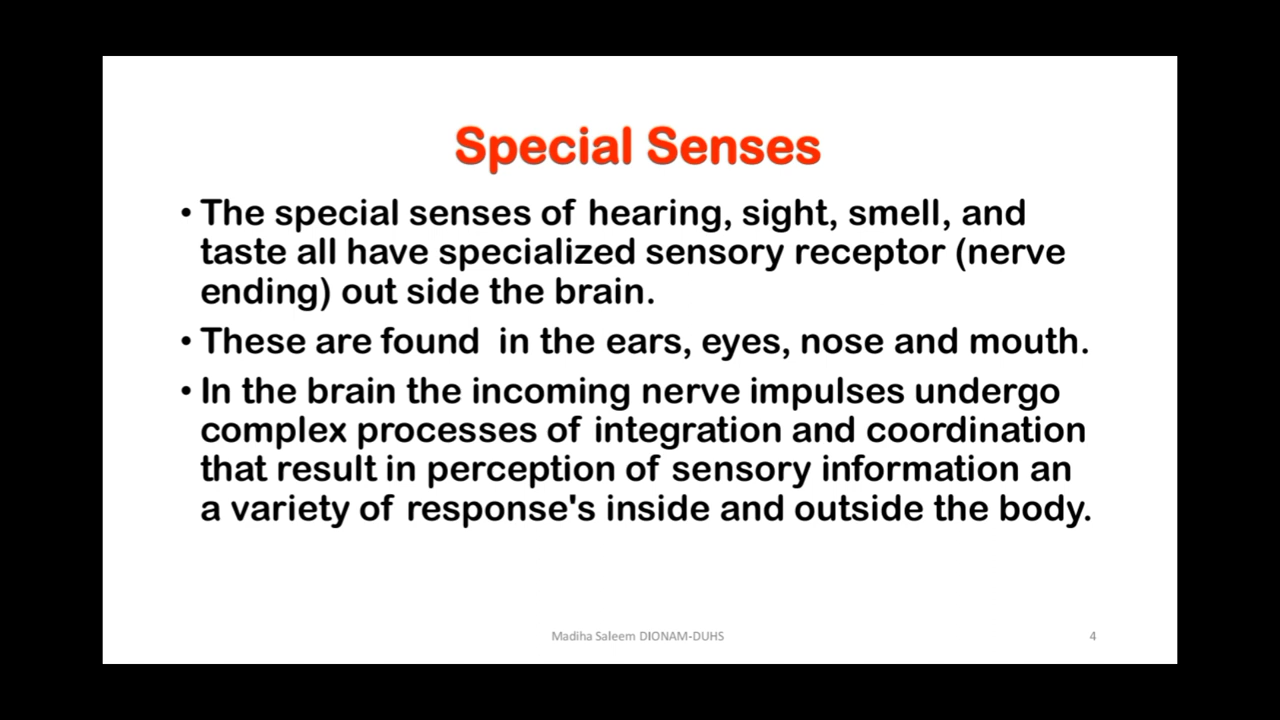 Special Senses
• The special senses of hearing, sight, smell, and
taste all have specialized sensory receptor (nerve
ending) out side the brain.
• These are found in the ears, eyes, nose and mouth.
• In the brain the incoming nerve impulses undergo
complex processes of integration and coordination
that result in perception of sensory information an
a variety of response's inside and outside the body.
Madiha Saleem DIONAM-DUHS
4